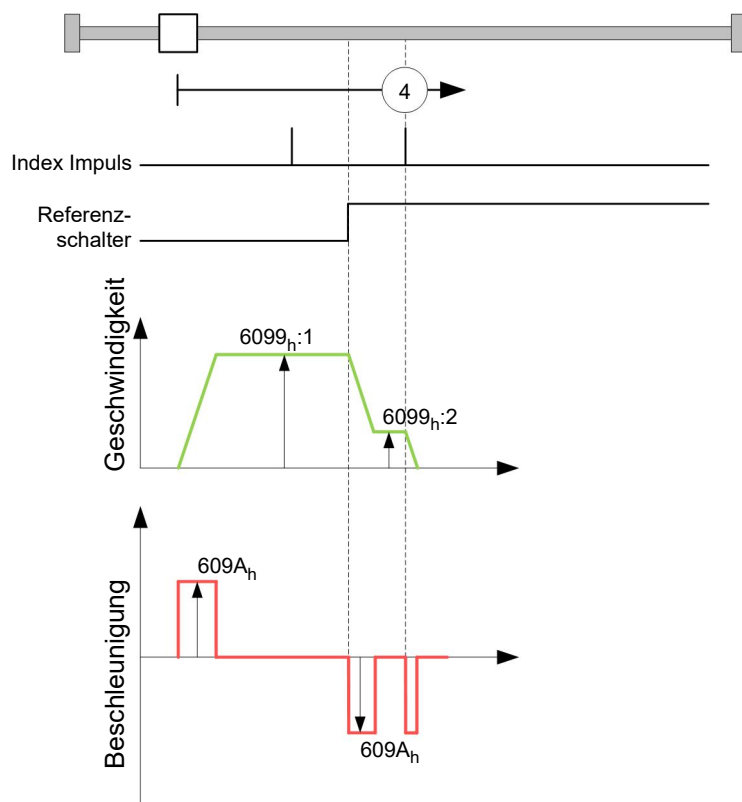 4
Index Impuls
Referenz-
schalter
Geschwindigkeit
6099h:1
6099h:2
Beschleunigung
609Ah
609Ah